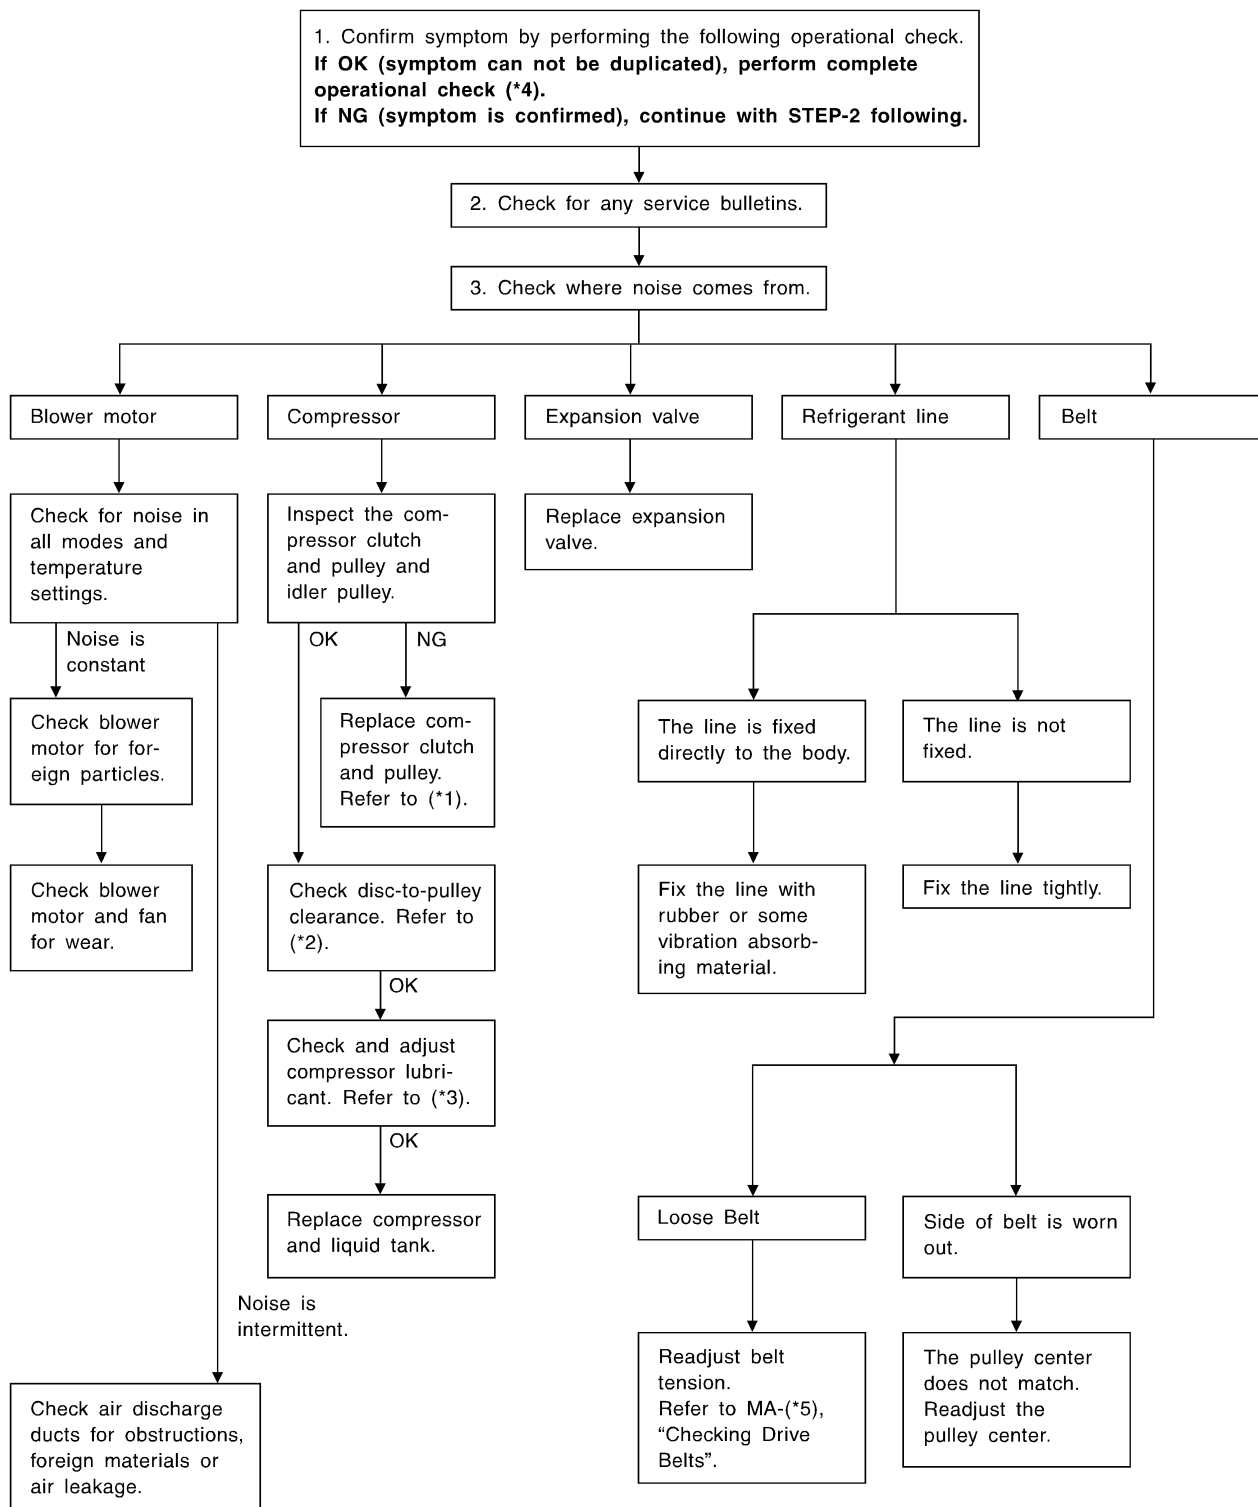 1. Confirm symptom by performing the following operational check.
If OK (symptom can not be duplicated), perform complete
operational check (*4).
If NG (symptom is confirmed), continue with STEP-2 following.
2. Check for any service bulletins.
3. Check where noise comes from.
Blower motor
Compressor
Expansion valve
Refrigerant line
Belt
Check for noise in
all modes and
temperature
settings.
Inspect the com-
pressor clutch
and pulley and
idler pulley.
Replace expansion
valve.
Noise is
constant
OK
NG
Check blower
motor for for-
eign particles.
Replace com-
pressor clutch
and pulley.
Refer to (*1).
The line is fixed
directly to the body.
The line is not
fixed.
Check blower
motor and fan
for wear.
Check disc-to-pulley
clearance. Refer to
(*2).
Fix the line with
rubber or some
vibration absorb-
ing material.
Fix the line tightly.
OK
Check and adjust
compressor lubri-
cant. Refer to (*3).
OK
Replace compressor
and liquid tank.
Loose Belt
Side of belt is worn
out.
Noise is
intermittent.
Readjust belt
tension.
Refer to MA-(*5),
“Checking Drive
Belts”.
The pulley center
does not match.
Readjust the
pulley center.
Check air discharge
ducts for obstructions,
foreign materials or
air leakage.